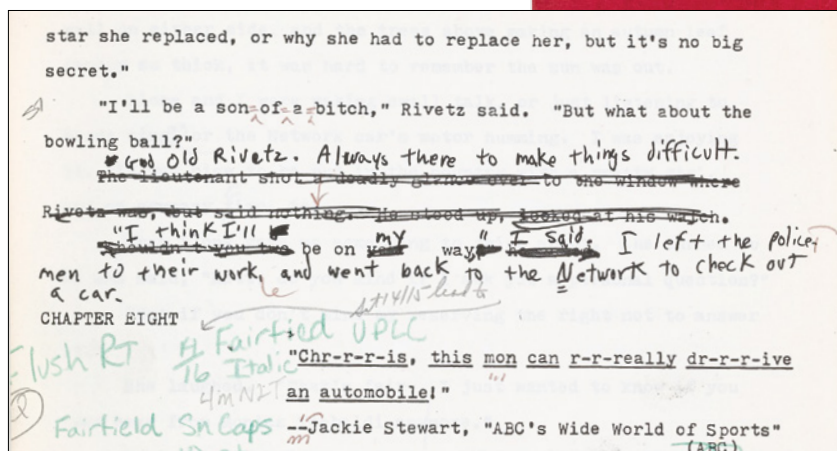 star she replaced, or why she had to replace her, but it's no big
secret."
"I'll be a son-of-a-bitch," Rivetz said. "But what about the
bowling ball?"
Good Old Rivetz. Always there to make things difficult.
The lieutenant shot a deadly glance over to the window where
Rivetz was, but said nothing. He stood up, looked at his watch.
"I think I'll
my " I said. I left the police
Shouldn't you two be on way
men to their work, and went back to the Network to check out
a car.
CHAPTER EIGHT
Flush RT
Fairfield UPLC
16 Italic
"Chr-r-r-is, this mon can r-r-really dr-r-r-ive
an automobile!"
Fairfield Sn Caps
--Jackie Stewart, "ABC's Wide World of Sports"
(ABC)